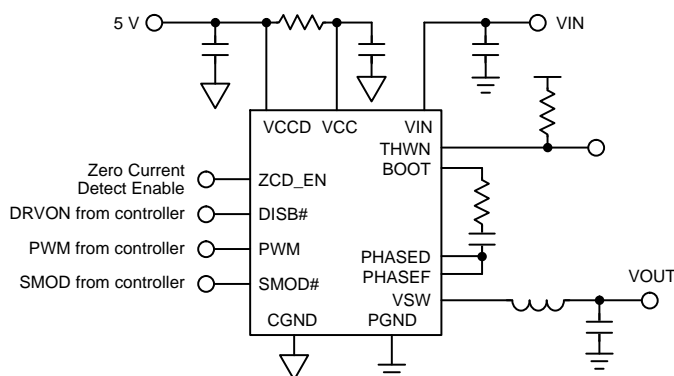 5 V
VIN
VCCD
VCC
VIN
THWN
BOOT
Zero Current
Detect Enable
ZCD_EN
DRVON from controller
DISB#
PWM from controller
PWM
PHASED
PHASEF
SMOD from controller
SMOD#
VSW
VOUT
CGND
PGND